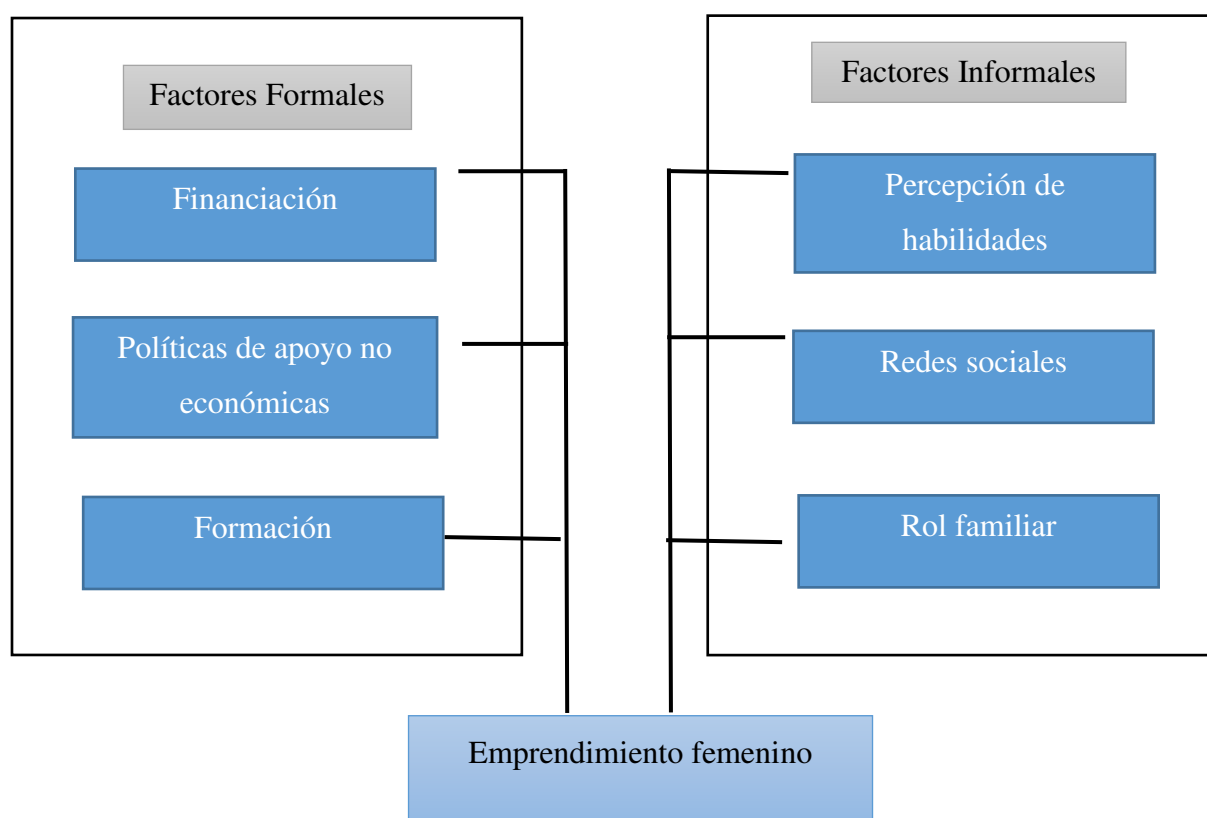 Factores Formales
Financiación
Políticas de apoyo no
económicas
Formación
Factores Informales
Percepción de
habilidades
Redes sociales
Rol familiar
Emprendimiento femenino